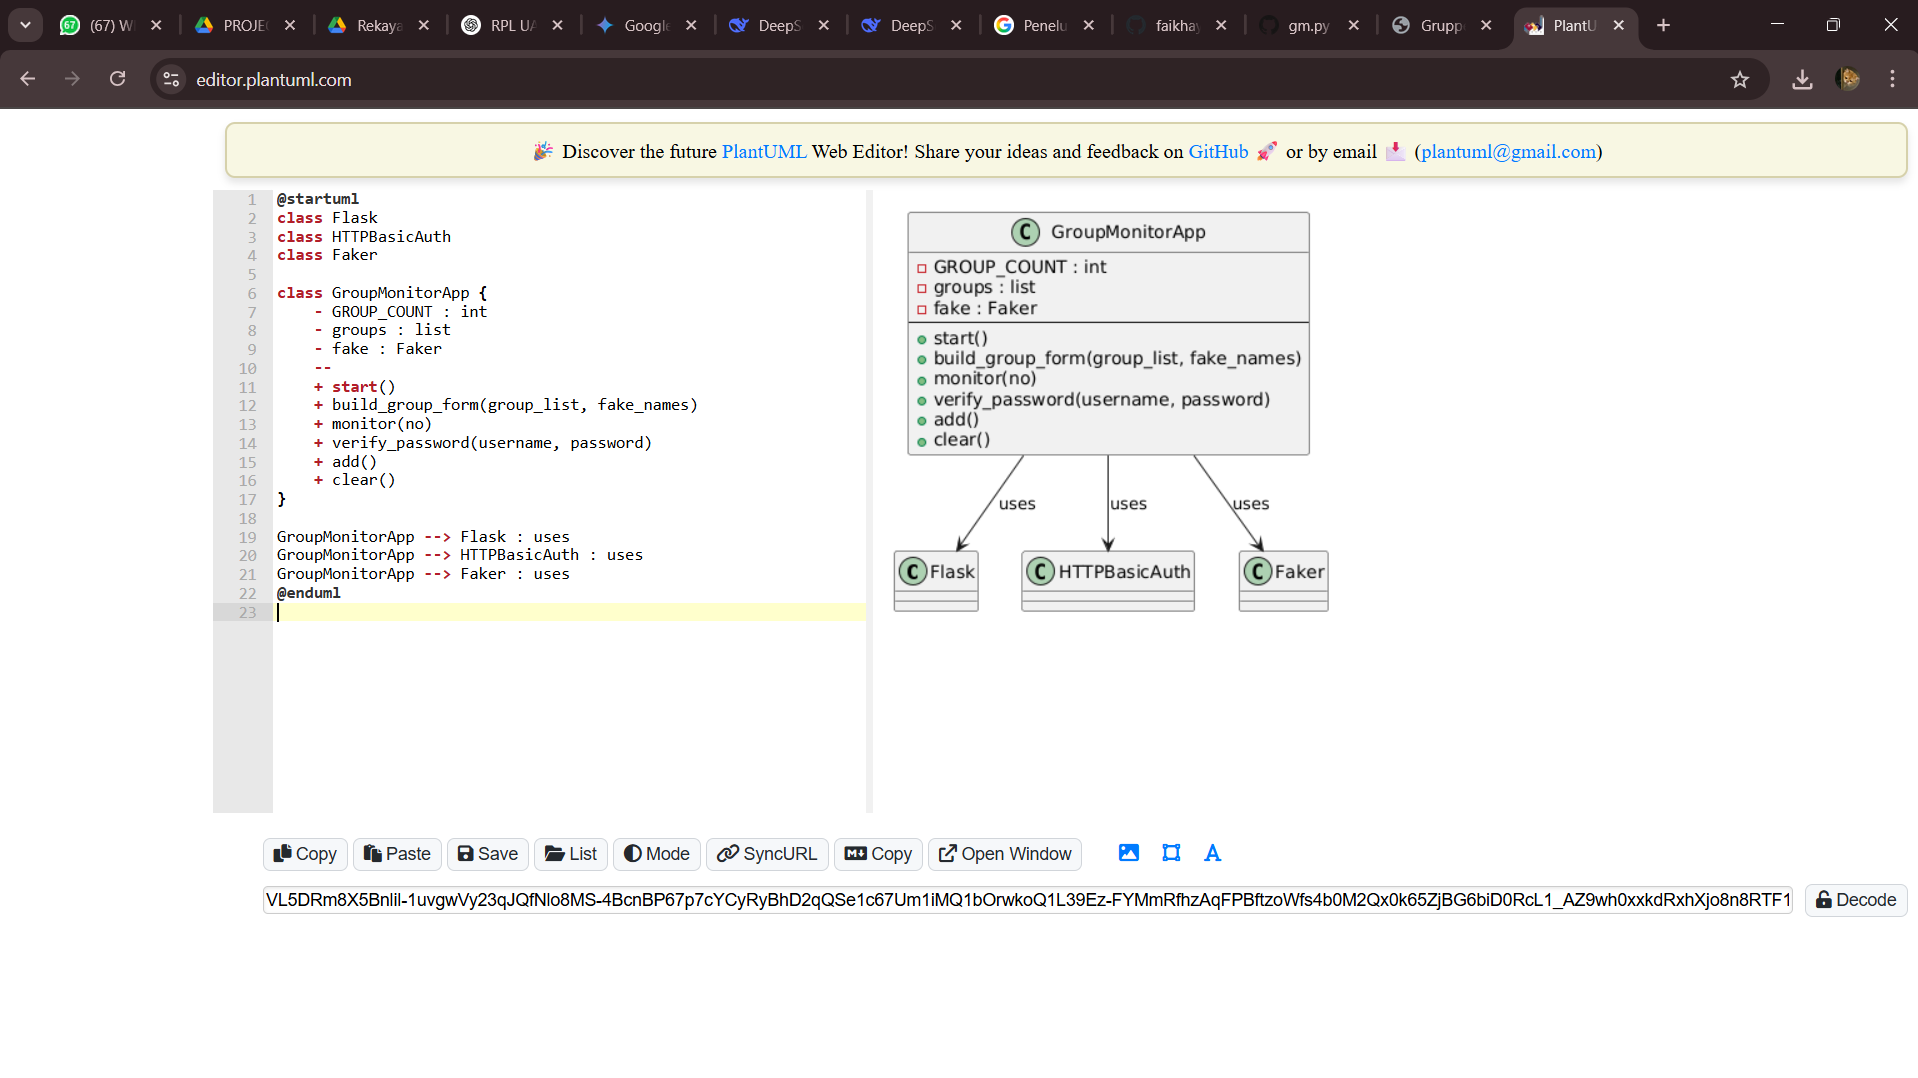 (67) W
PROJE
Rekaya
RPL UA
Google
DeepS
DeepS
Penelu
faikhay
gm.py
Grupp
PlantU
editor.plantuml.com
Discover the future PlantUML Web Editor! Share your ideas and feedback on GitHub or by email (plantuml@gmail.com)
1 @startuml
2 class Flask
3 class HTTPBasicAuth
4 class Faker
5
6 class GroupMonitorApp {
7 - GROUP_COUNT : int
8 - groups : list
9 - fake : Faker
10 --
11 + start()
12 + build_group_form(group_list, fake_names)
13 + monitor(no)
14 + verify_password(username, password)
15 + add()
16 + clear()
17 }
18
19 GroupMonitorApp --> Flask : uses
20 GroupMonitorApp --> HTTPBasicAuth : uses
21 GroupMonitorApp --> Faker : uses
22 @enduml
23
C GroupMonitorApp
GROUP_COUNT : int
groups : list
fake : Faker
start()
build_group_form(group_list, fake_names)
monitor(no)
verify_password(username, password)
add()
clear()
uses uses uses
C Flask
C HTTPBasicAuth
C Faker
Copy Paste Save List Mode SyncURL Copy Open Window
Decode